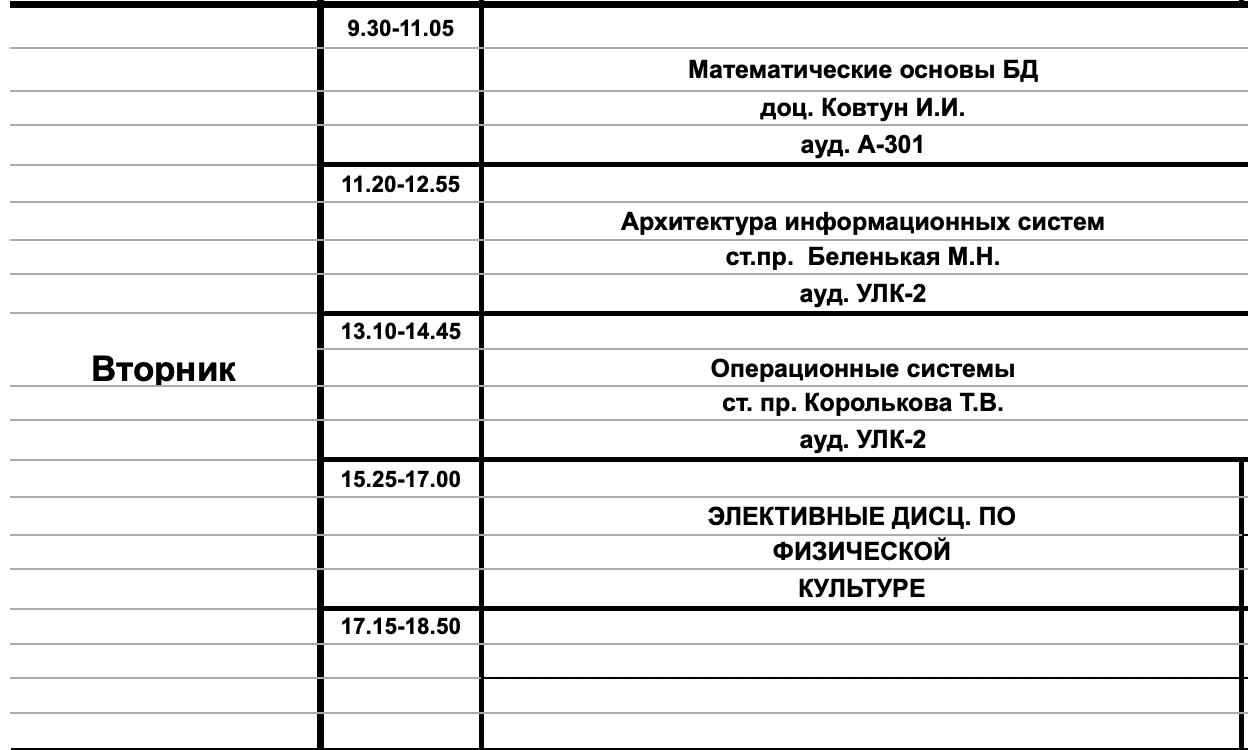 Вторник
9.30-11.05
Математические основы БД
доц. Ковтун И.И.
ауд. А-301
11.20-12.55
Архитектура информационных систем
ст.пр. Беленькая М.Н.
ауд. УЛК-2
13.10-14.45
Операционные системы
ст. пр. Королькова Т.В.
ауд. УЛК-2
15.25-17.00
ЭЛЕКТИВНЫЕ ДИСЦ. ПО
ФИЗИЧЕСКОЙ
КУЛЬТУРЕ
17.15-18.50